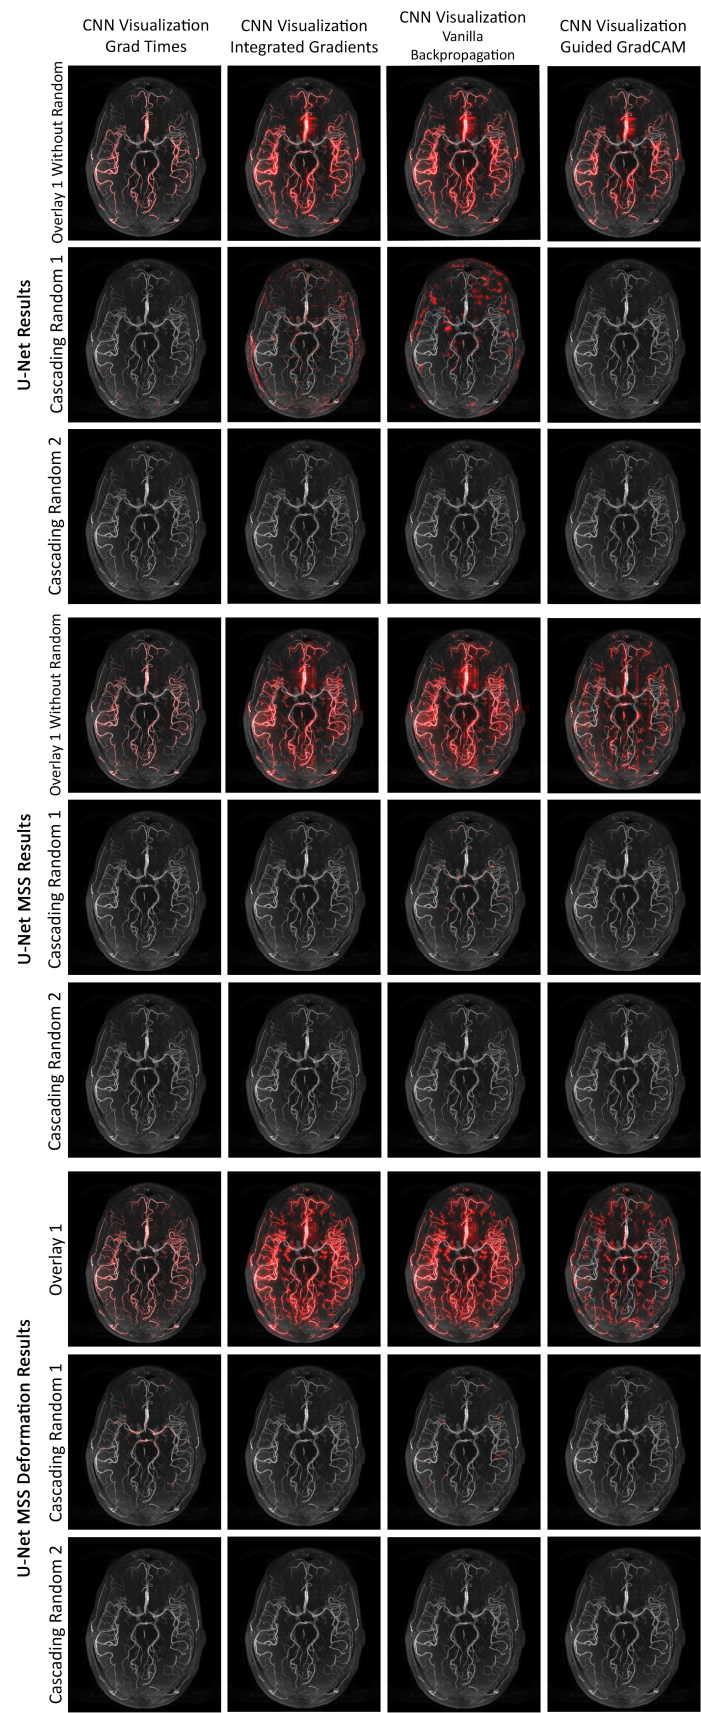 CNN Visualization
Grad Times
CNN Visualization
Integrated Gradients
CNN Visualization
Vanilla
Backpropagation
CNN Visualization
Guided GradCAM
U-Net Results
Overlay 1 Without Random
Cascading Random 1
Cascading Random 2
U-Net MSS Results
Overlay 1 Without Random
Cascading Random 1
Cascading Random 2
U-Net MSS Deformation Results
Overlay 1
Cascading Random 1
Cascading Random 2